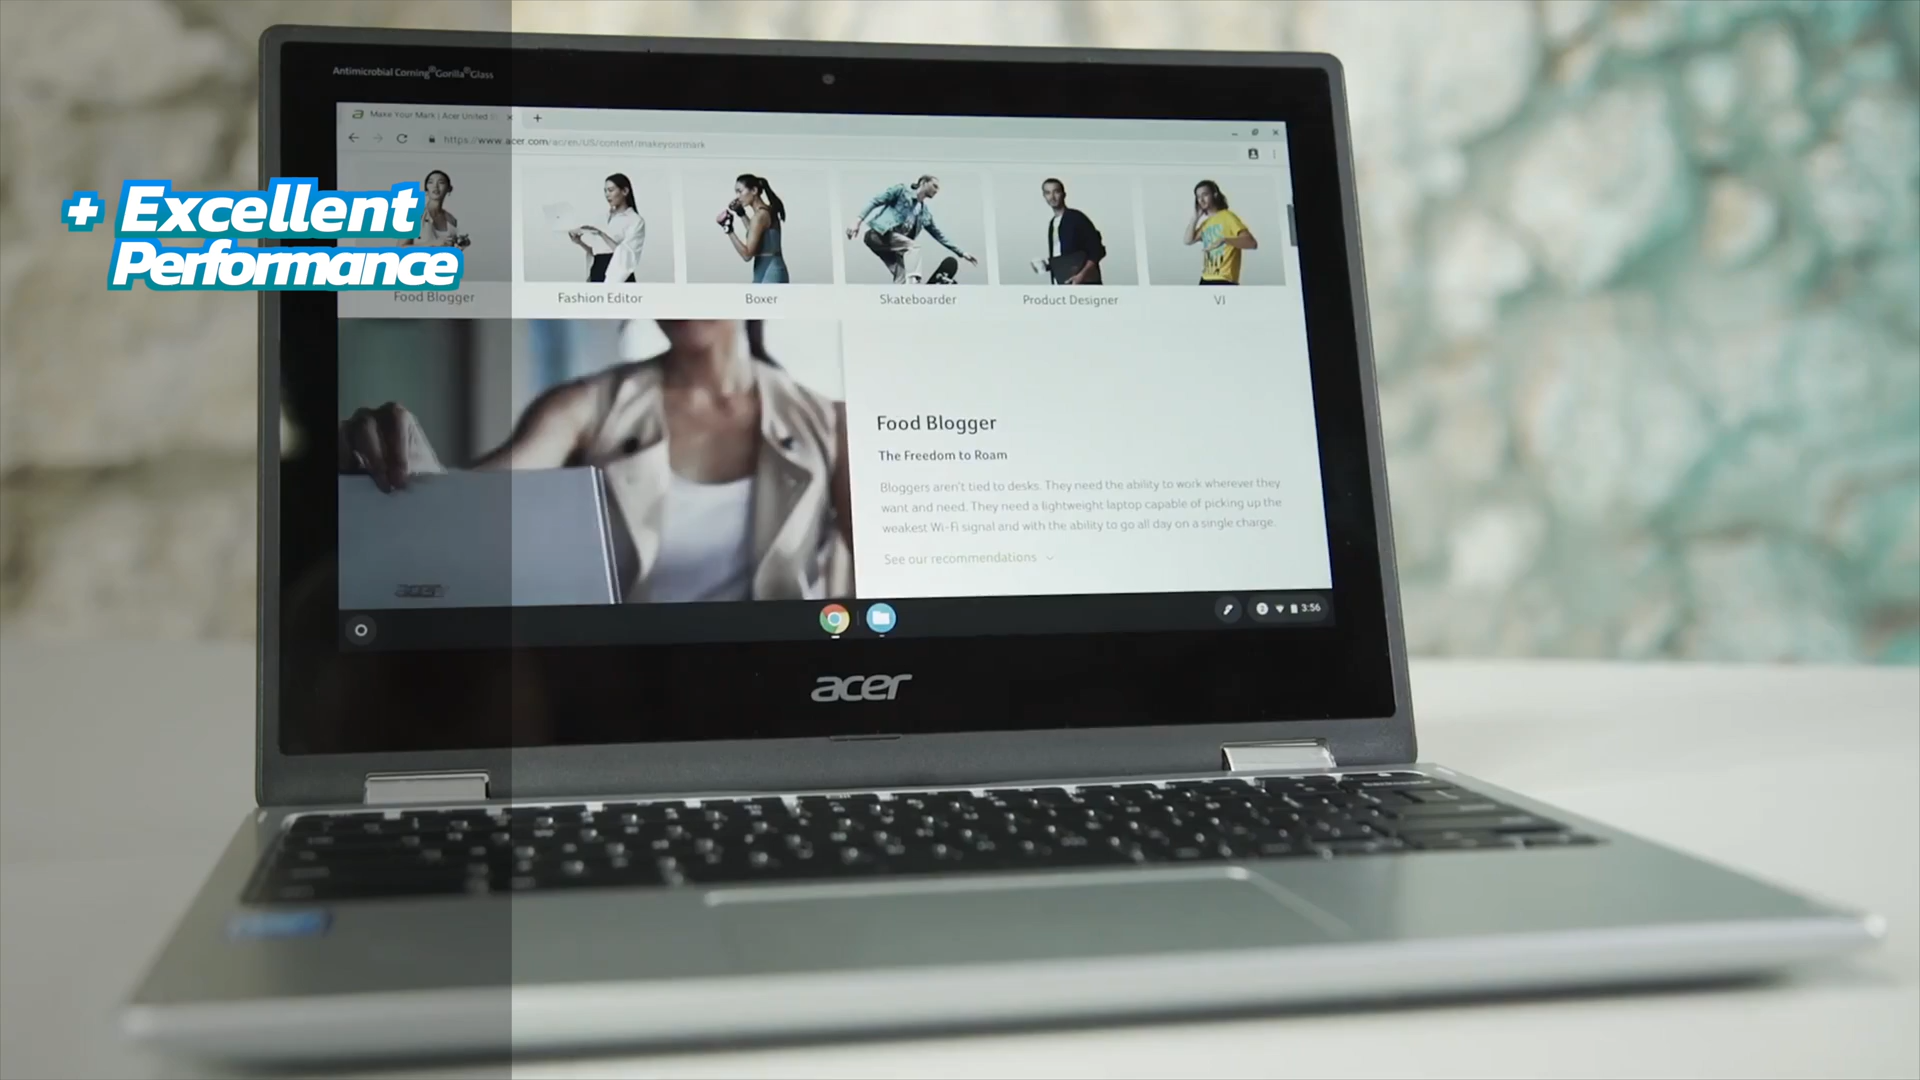 Antimicrobial Corning®Gorilla®Glass
Make Your Mark | Acer United
https://www.acer.com/ac/en/US/content/makeyourmark
+ Excellent
Performance
Food Blogger
Fashion Editor
Boxer
Skateboarder
Product Designer
VJ
Food Blogger
The Freedom to Roam
Bloggers aren't tied to desks. They need the ability to work wherever they
want and need. They need a lightweight laptop capable of picking up the
weakest Wi-Fi signal and with the ability to go all day on a single charge.
See our recommendations
acer
3:56
acer